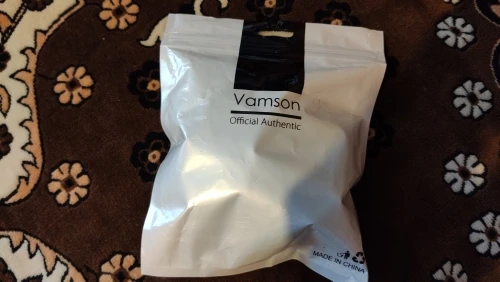 Vamson
Official Authentic
MADE IN CHINA